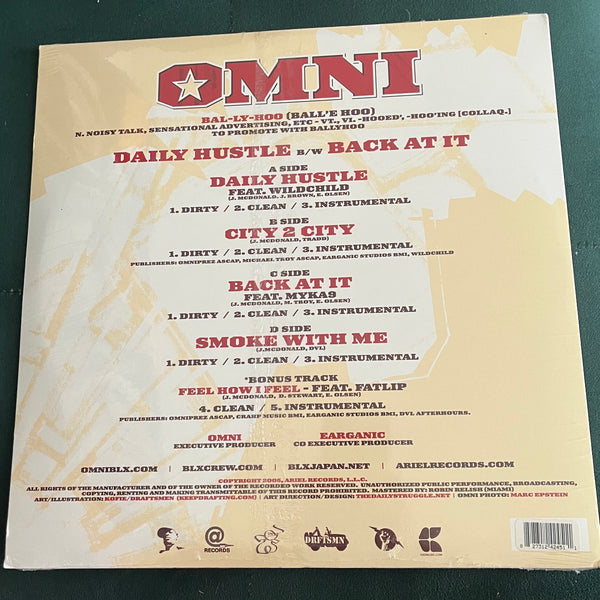 OMNI
BAL-LY-HOO (BALL'E HOO)
N. NOISY TALK, SENSATIONAL ADVERTISING, ETC - VT., VI. -HOOED', -HOO'ING [COLLAQ.]
TO PROMOTE WITH BALLYHOO
DAILY HUSTLE B/W BACK AT IT
A SIDE
DAILY HUSTLE
FEAT. WILDCHILD
(J. MCDONALD, J. BROWN, E. OLSEN)
1. DIRTY / 2. CLEAN / 3. INSTRUMENTAL
B SIDE
CITY 2 CITY
(J. MCDONALD, TRADD)
1. DIRTY / 2. CLEAN / 3. INSTRUMENTAL
PUBLISHERS: OMNIPREZ ASCAP, MICHAEL TROY ASCAP, EARGANIC STUDIOS BMI, WILDCHILD
C SIDE
BACK AT IT
FEAT. MYKA9
(J. MCDONALD, M. TROY, E. OLSEN)
1. DIRTY / 2. CLEAN / 3. INSTRUMENTAL
D SIDE
SMOKE WITH ME
(J.MCDONALD, DVL)
1. DIRTY / 2. CLEAN / 3. INSTRUMENTAL
*BONUS TRACK
FEEL HOW I FEEL - FEAT. FATLIP
(J. MCDONALD, D. STEWART, E. OLSEN)
4. CLEAN / 5. INSTRUMENTAL
PUBLISHERS: OMNIPREZ ASCAP, CRAHP MUSIC BMI, EARGANIC STUDIOS BMI, DVL AFTERHOURS.
OMNI EARGANIC
EXECUTIVE PRODUCER CO EXECUTIVE PRODUCER
OMNIBLX.COM | BLXCREW.COM | BLXJAPAN.NET | ARIELRECORDS.COM
COPYRIGHT 2005, ARIEL RECORDS, L.L.C.
ALL RIGHTS OF THE MANUFACTURER AND OF THE OWNER OF THE RECORDED WORK RESERVED. UNAUTHORIZED PUBLIC PERFORMANCE, BROADCASTING,
COPYING, RENTING AND MAKING TRANSMITTABLE OF THIS RECORD PROHIBITED. MASTERED BY RORIN RELISH (MIAMI)
ART/ILLUSTRATION: KOFIE/DRAFTSMEN (KEEPDRAFTING.COM) | ART DIRECTION/DESIGN: THEDAILYSTRUGGLE.NET | OMNI PHOTO: MARC EPSTEIN
@
RECORDS
DRFTSMN